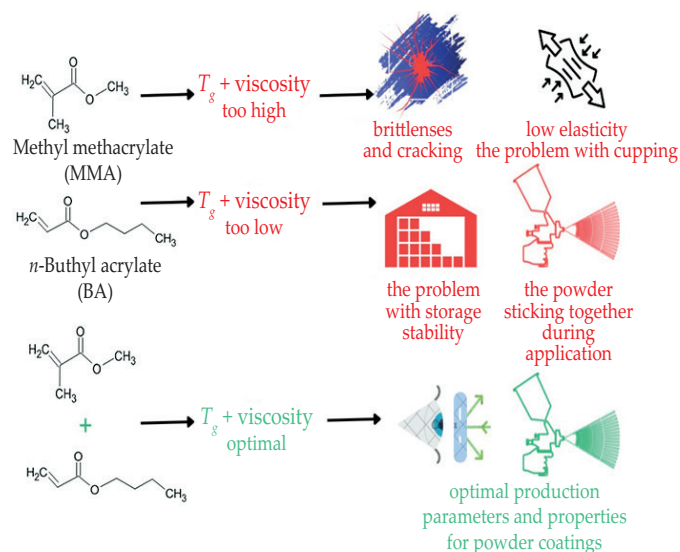 O
H₂C
CH₃
O
CH₃
Methyl methacrylate
(MMA)
Tg + viscosity
too high
brittlenses
and cracking
low elasticity
the problem with cupping
O
H₂C
O
CH₃
n-Buthyl acrylate
(BA)
Tg + viscosity
too low
the problem
with storage
stability
the powder
sticking together
during
application
O
H₂C
CH₃
O
CH₃
+
O
H₂C
O
CH₃
Tg + viscosity
optimal
optimal production
parameters and properties
for powder coatings